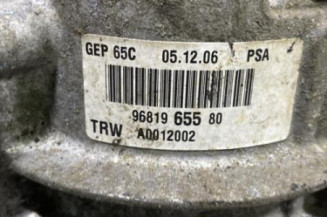 GEP 65C 05.12.06 PSA
96819 655 80
TRW A0012002